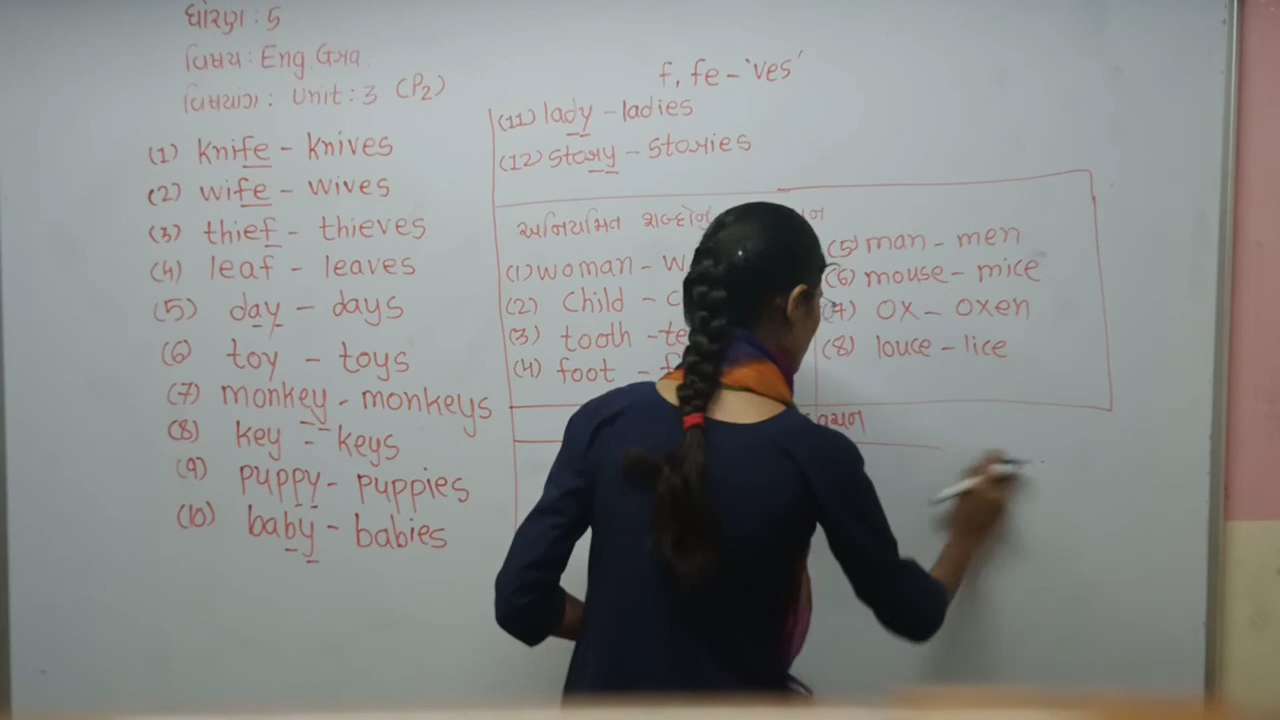 ધોરણ : 5
વિષય : Eng. Gra.
વિષયાંગ : Unit : 3 (P2)
(1) knife - knives
(2) wife - wives
(3) thief - thieves
(4) leaf - leaves
(5) day - days
(6) toy - toys
(7) monkey - monkeys
(8) key - keys
(9) puppy - puppies
(10) baby - babies
f, fe - 'ves'
(11) lady - ladies
(12) story - stories
અનિયમિત શબ્દોનું
(1) woman - w
(2) child - c
(3) tooth - te
(4) foot - f
(5) man - men
(6) mouse - mice
(7) ox - oxen
(8) louce - lice